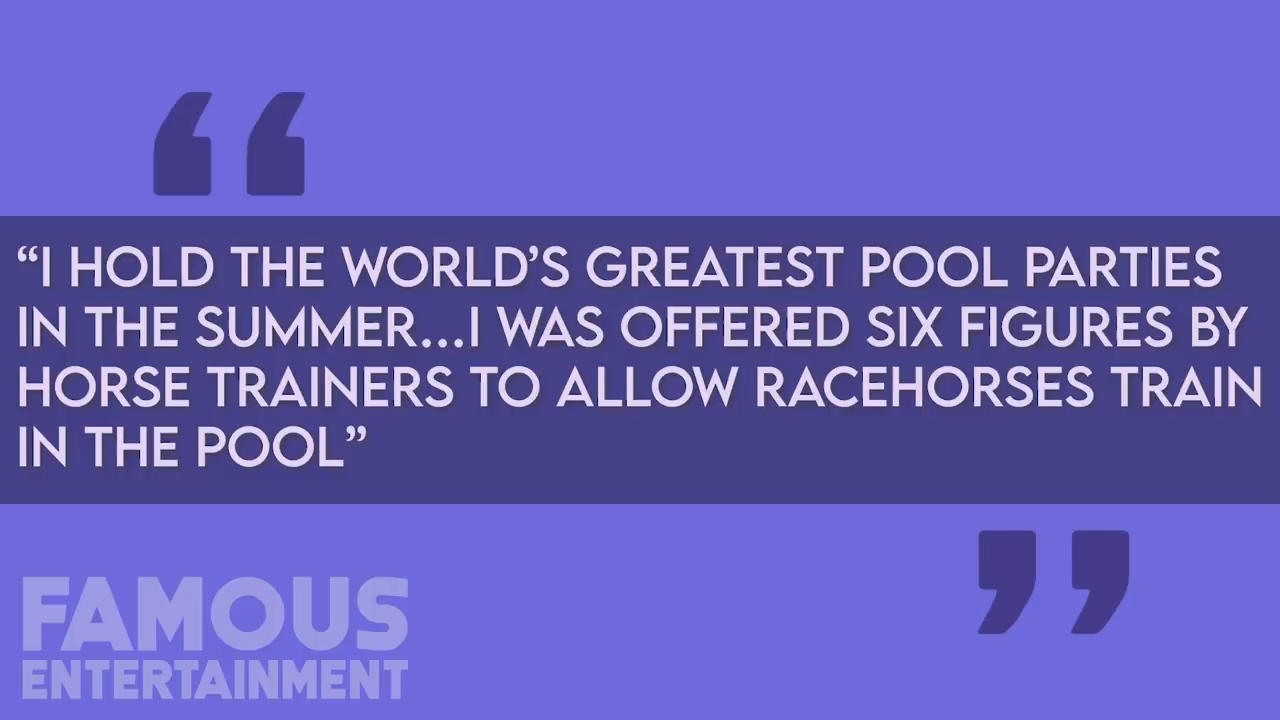 “I HOLD THE WORLD’S GREATEST POOL PARTIES
IN THE SUMMER...I WAS OFFERED SIX FIGURES BY
HORSE TRAINERS TO ALLOW RACEHORSES TRAIN
IN THE POOL”
FAMOUS
ENTERTAINMENT